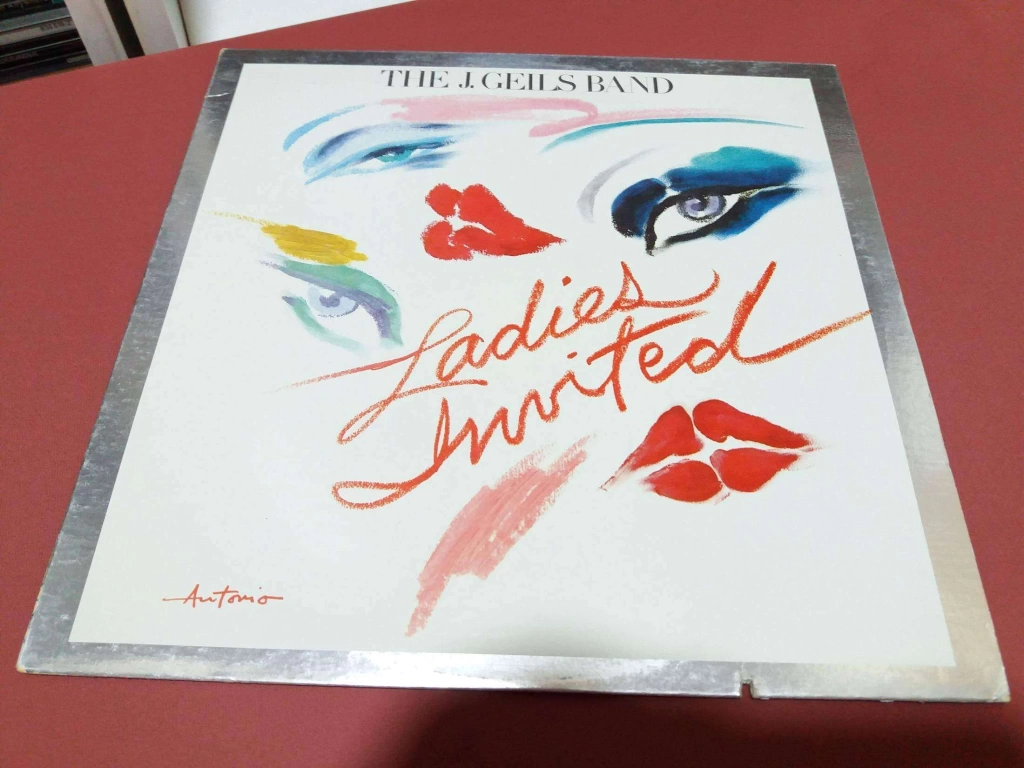 THE J. GEILS BAND
Ladies
Invited
Antonio